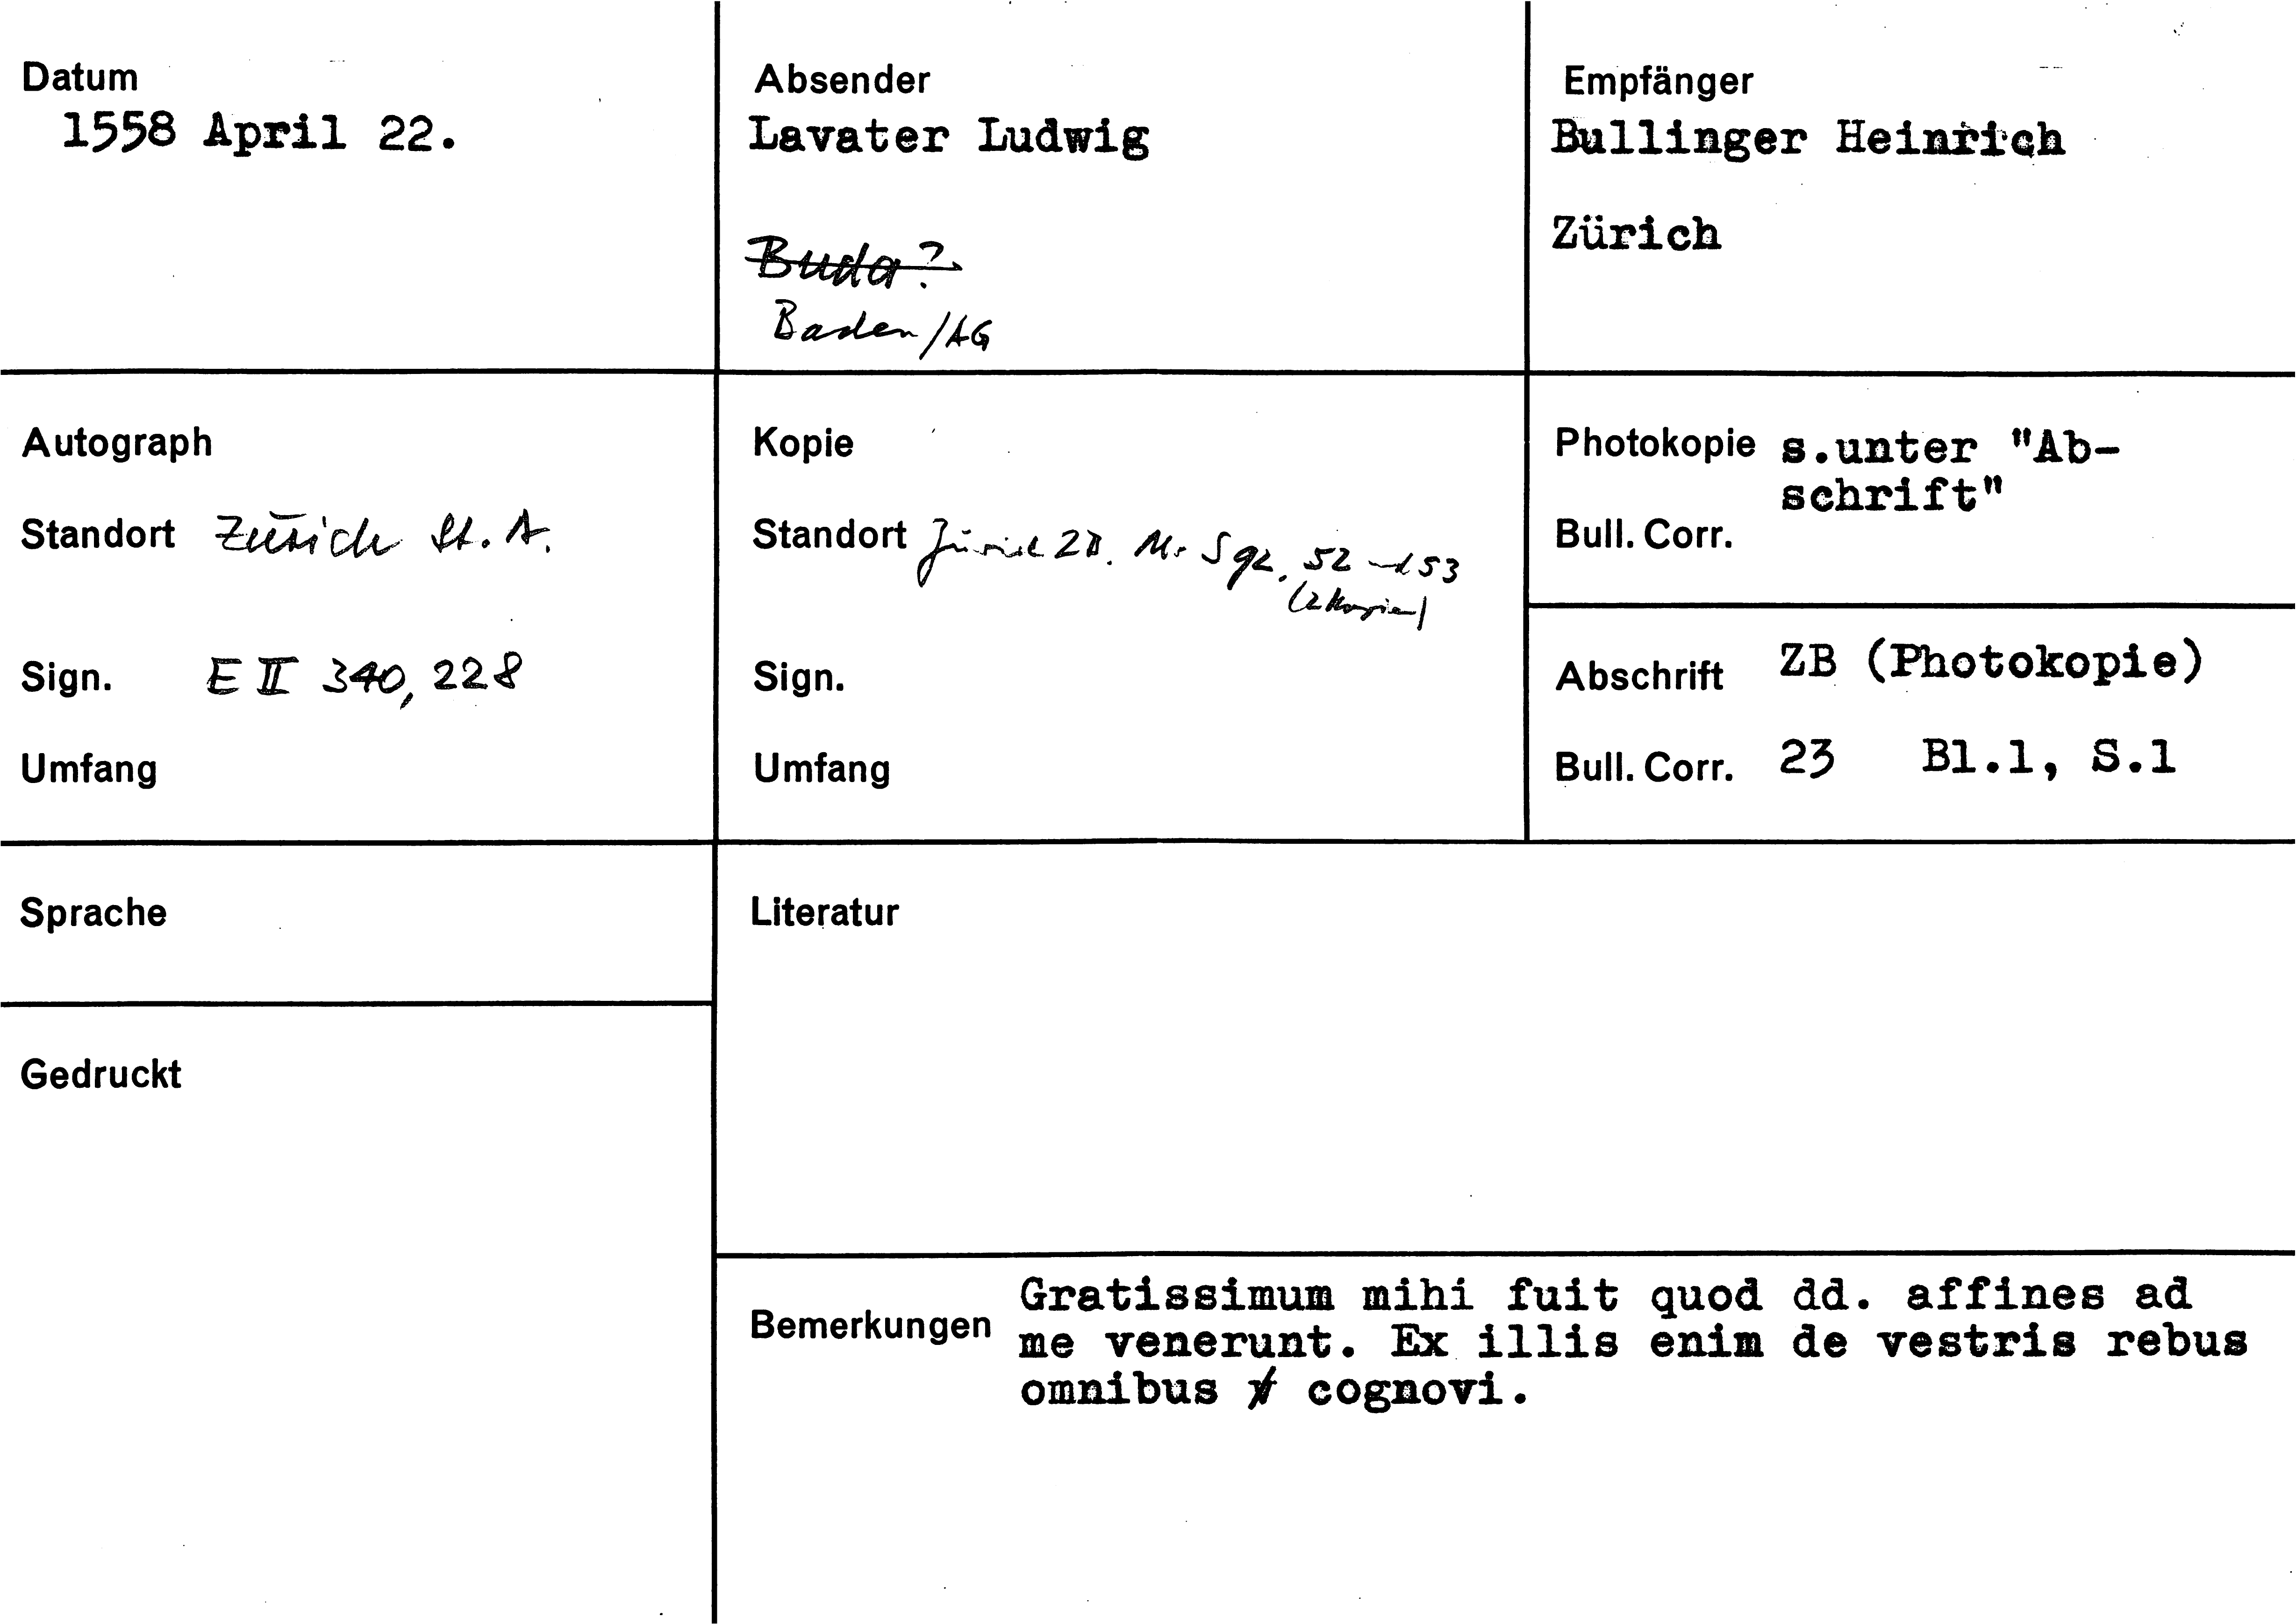 Datum
1558 April 22.
Absender
Lavater Ludwig
Buda?
Baden/AG
Empfänger
Bullinger Heinrich
Zürich
Autograph
Standort Zürich St. A.
Sign. E II 340, 228
Umfang
Kopie
Standort Zürich ZB. Ms S 92. 52 153
(2 Kopien)
Sign.
Umfang
Photokopie s.unter "Ab-
schrift"
Bull. Corr.
Abschrift ZB (Photokopie)
Bull. Corr. 23 Bl.1, S.1
Sprache
Gedruckt
Literatur
Bemerkungen Gratissimum mihi fuit quod dd. affines ad
me venerunt. Ex illis enim de vestris rebus
omnibus cognovi.